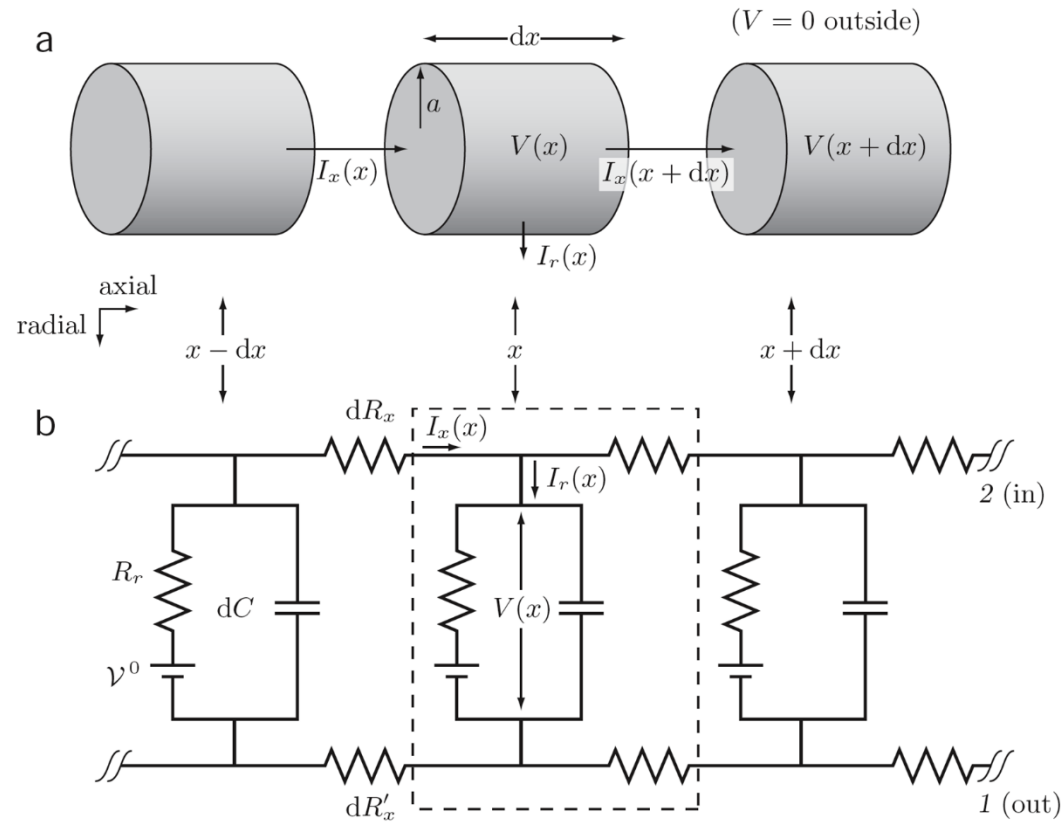 a
dx
(V = 0 outside)
a
V(x)
V(x + dx)
I_x(x)
I_x(x + dx)
I_r(x)
axial
radial
x − dx
x
x + dx
b
dR_x
I_x(x)
I_r(x)
2 (in)
R_r
dC
V(x)
𝒱^0
dR′_x
1 (out)